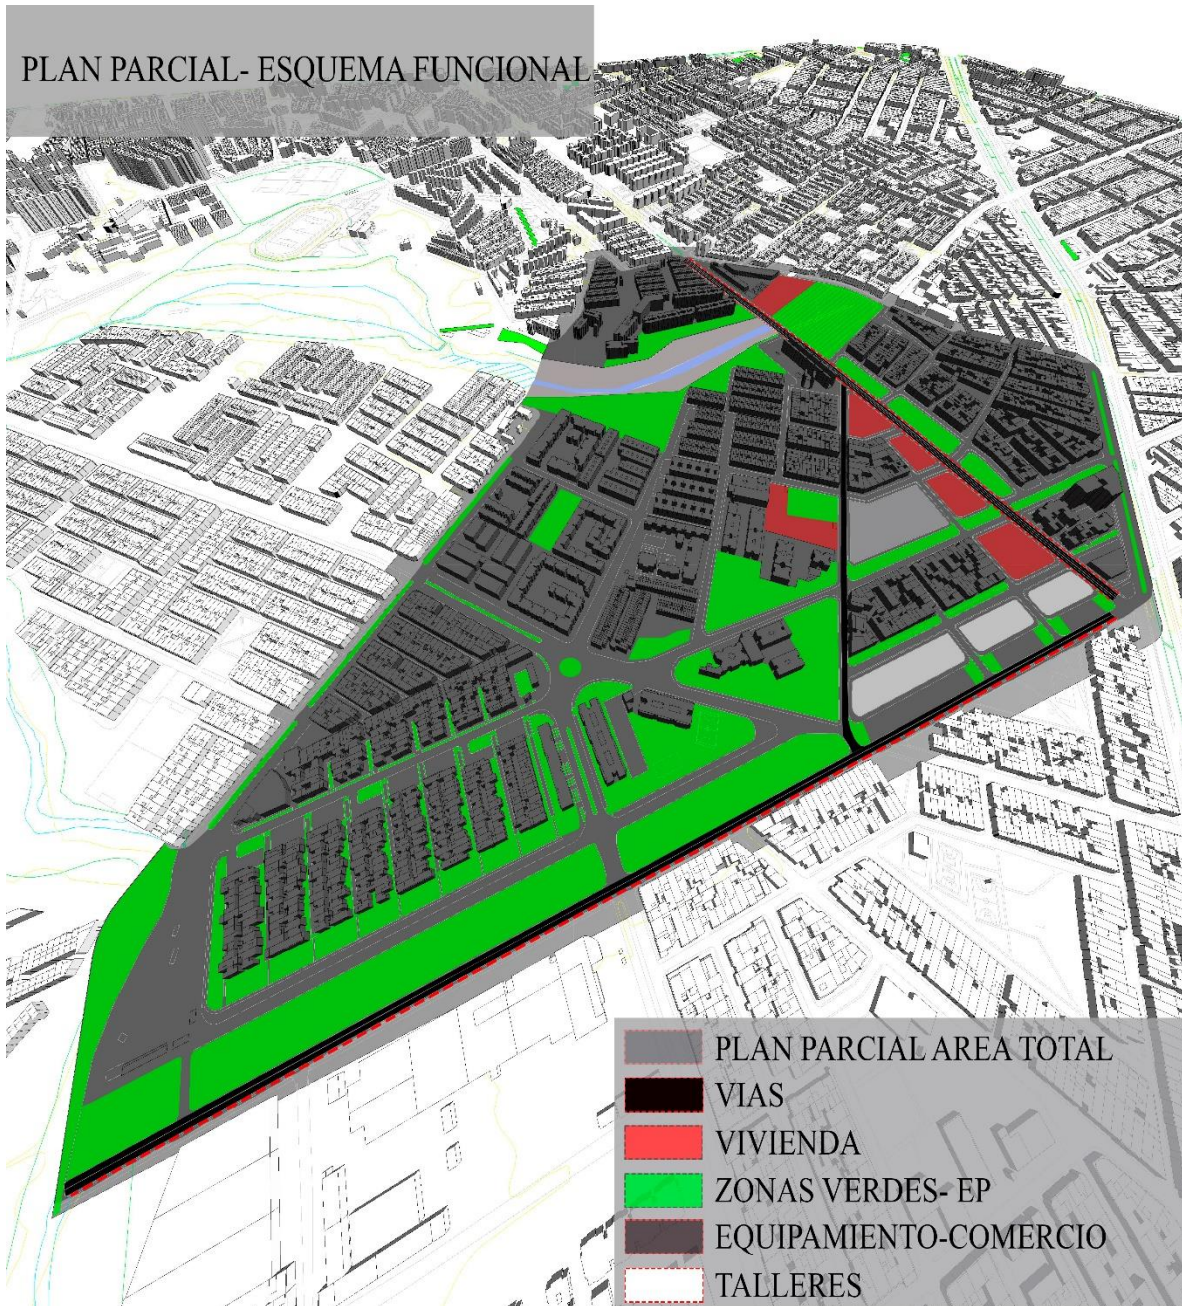 PLAN PARCIAL- ESQUEMA FUNCIONAL
PLAN PARCIAL AREA TOTAL
VIAS
VIVIENDA
ZONAS VERDES- EP
EQUIPAMIENTO-COMERCIO
TALLERES